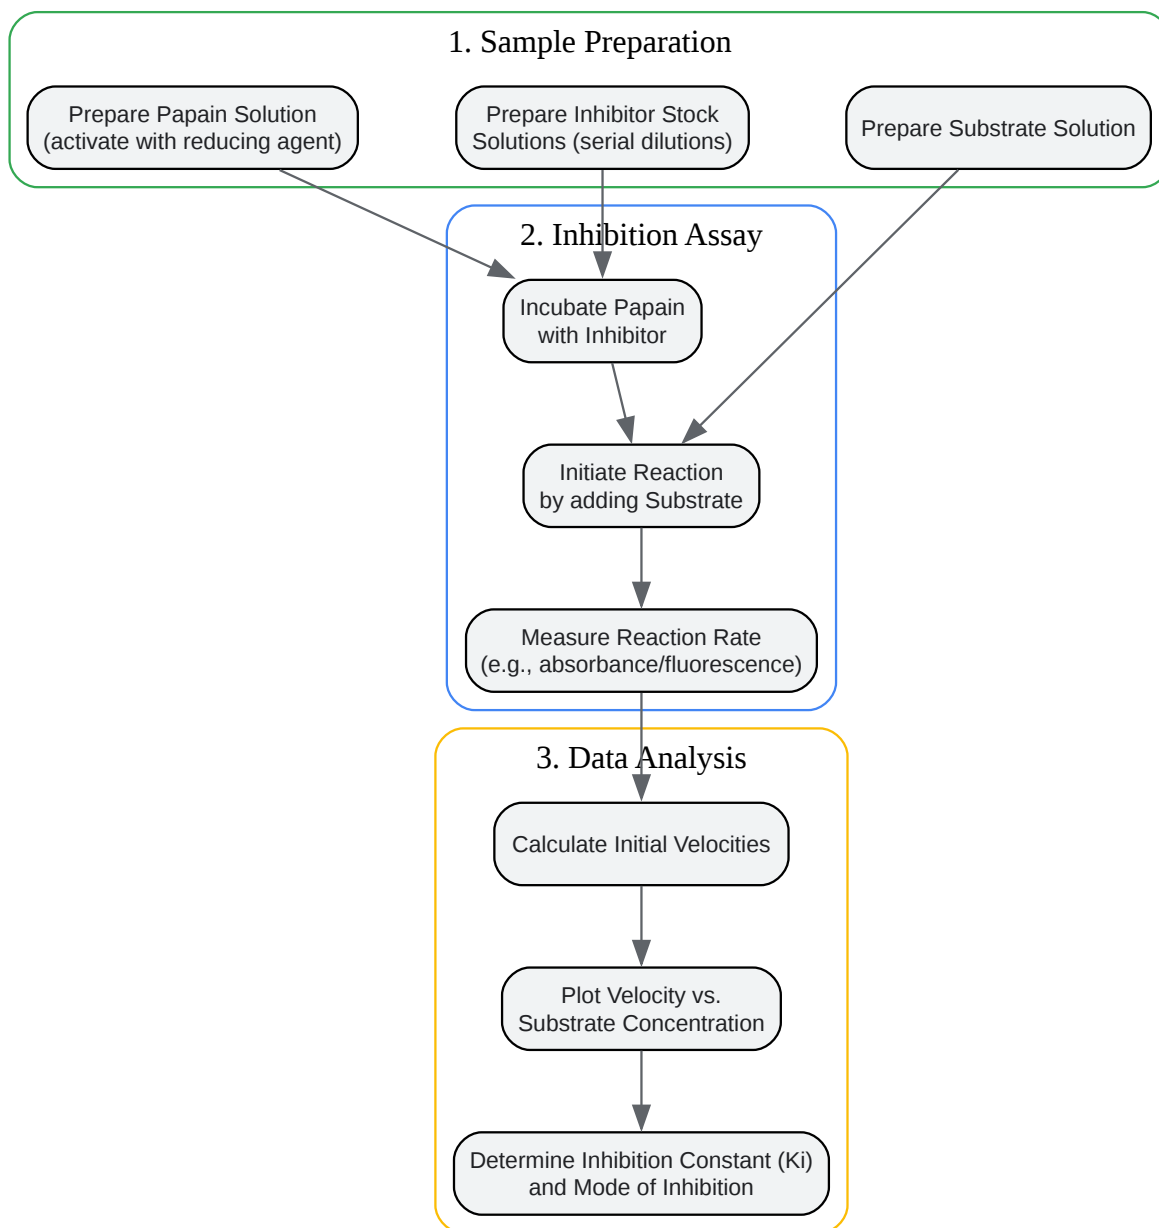 1. Sample Preparation
Prepare Papain Solution
(activate with reducing agent)
Prepare Inhibitor Stock
Solutions (serial dilutions)
Prepare Substrate Solution
2. Inhibition Assay
Incubate Papain
with Inhibitor
Initiate Reaction
by adding Substrate
Measure Reaction Rate
(e.g., absorbance/fluorescence)
3. Data Analysis
Calculate Initial Velocities
Plot Velocity vs.
Substrate Concentration
Determine Inhibition Constant (Ki)
and Mode of Inhibition